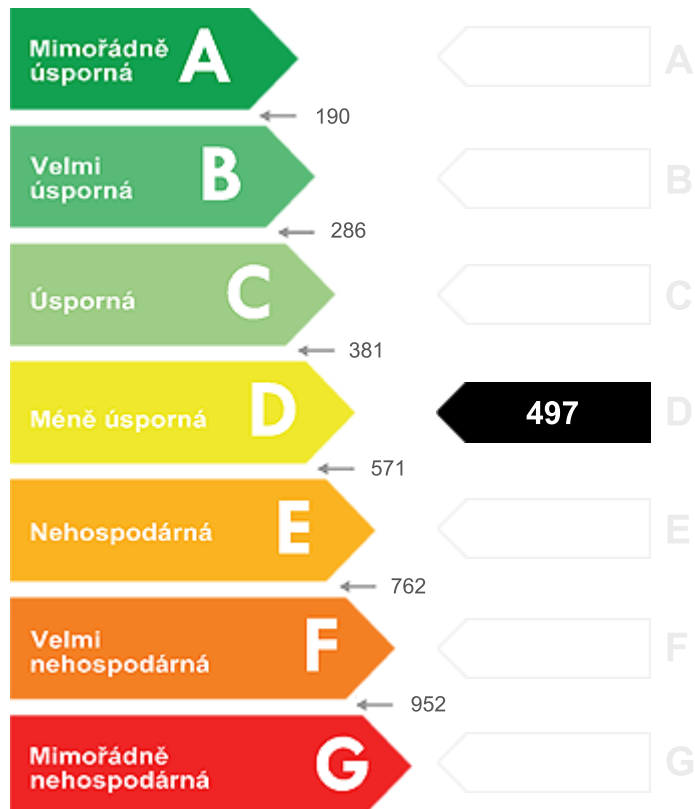 Mimořádně
úsporná
A
A
190
Velmi
úsporná
B
B
286
Úsporná
C
C
381
Méně úsporná
D
497
D
571
Nehospodárná
E
E
762
Velmi
nehospodárná
F
F
952
Mimořádně
nehospodárná
G
G